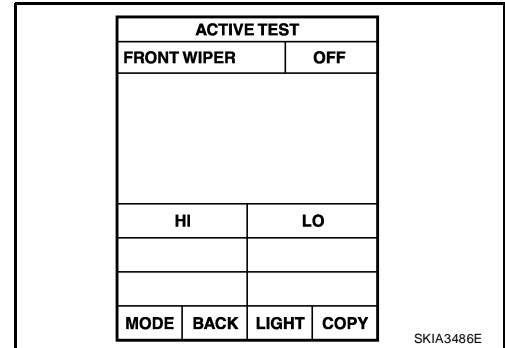 ACTIVE TEST
FRONT WIPER OFF
HI LO
MODE BACK LIGHT COPY
SKIA3486E